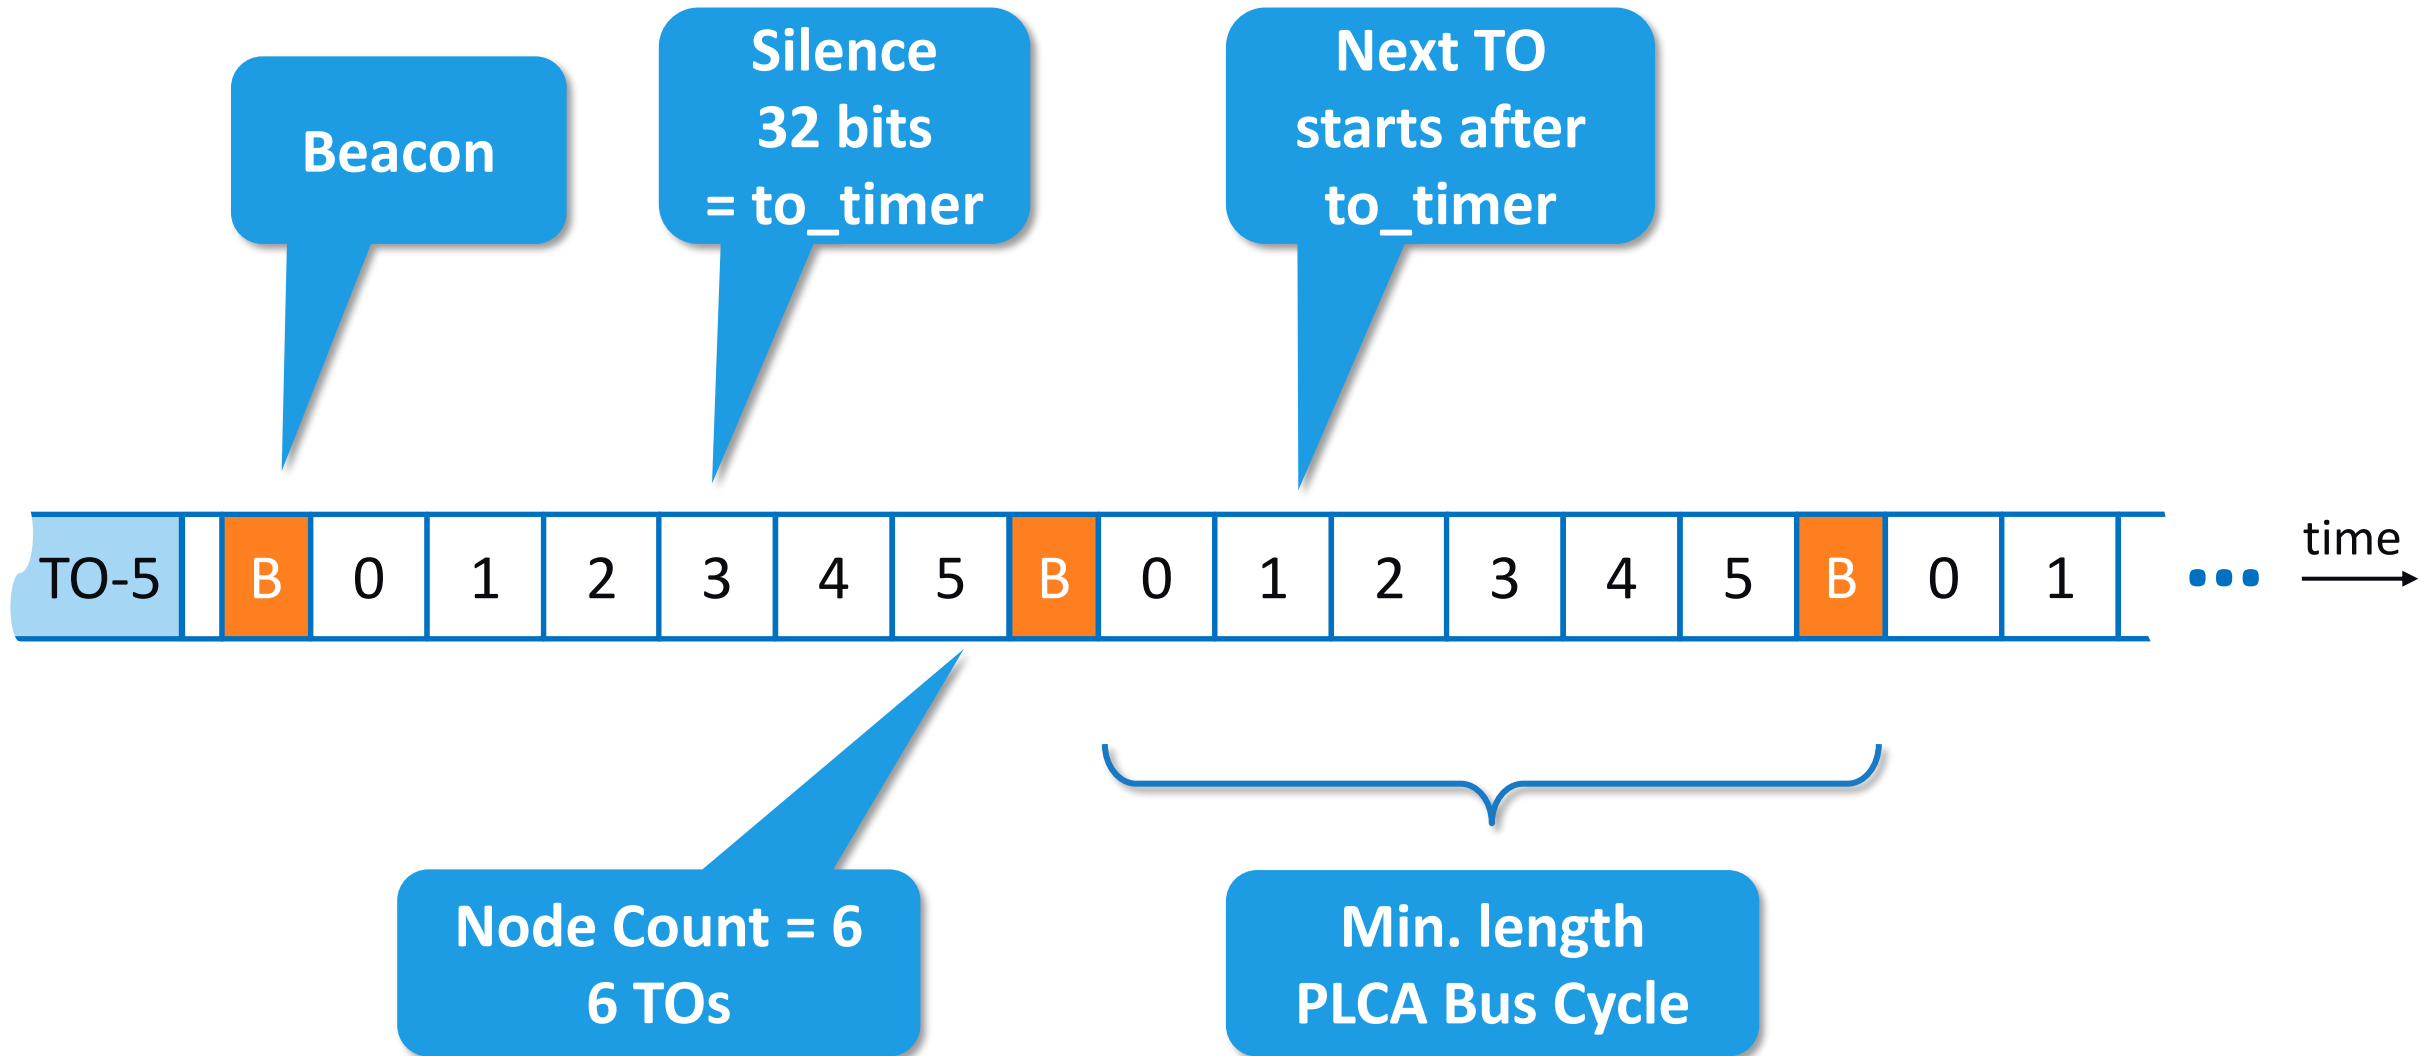 Beacon
Silence
32 bits
= to_timer
Next TO
starts after
to_timer
TO-5 B 0 1 2 3 4 5 B 0 1 2 3 4 5 B 0 1 ...
time
Node Count = 6
6 TOs
Min. length
PLCA Bus Cycle